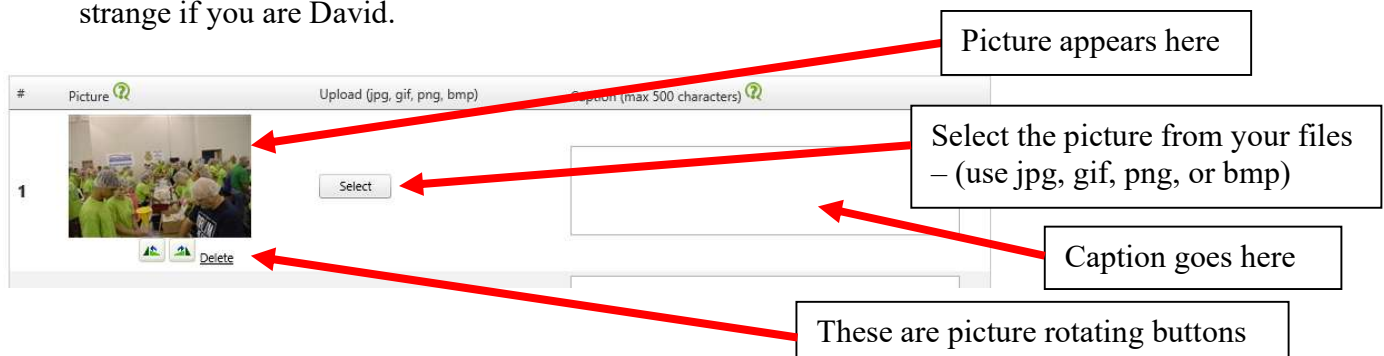 strange if you are David.
Picture appears here
# Picture Upload (jpg, gif, png, bmp) Caption (max 500 characters)
Select the picture from your files
– (use jpg, gif, png, or bmp)
1 Select
Caption goes here
Delete
These are picture rotating buttons